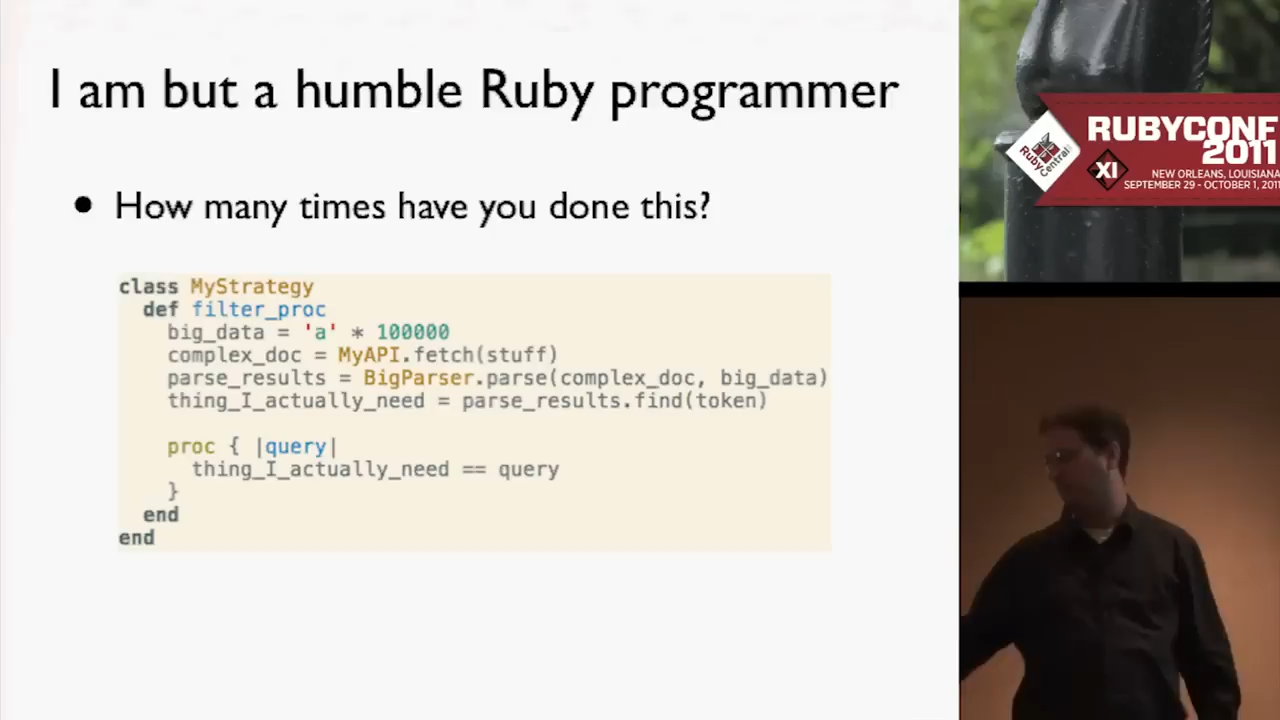 I am but a humble Ruby programmer
• How many times have you done this?
class MyStrategy
  def filter_proc
    big_data = 'a' * 100000
    complex_doc = MyAPI.fetch(stuff)
    parse_results = BigParser.parse(complex_doc, big_data)
    thing_I_actually_need = parse_results.find(token)

    proc { |query|
      thing_I_actually_need == query
    }
  end
end
RubyCentral
RUBYCONF
2011
XI
NEW ORLEANS, LOUISIANA
SEPTEMBER 29 - OCTOBER 1, 2011